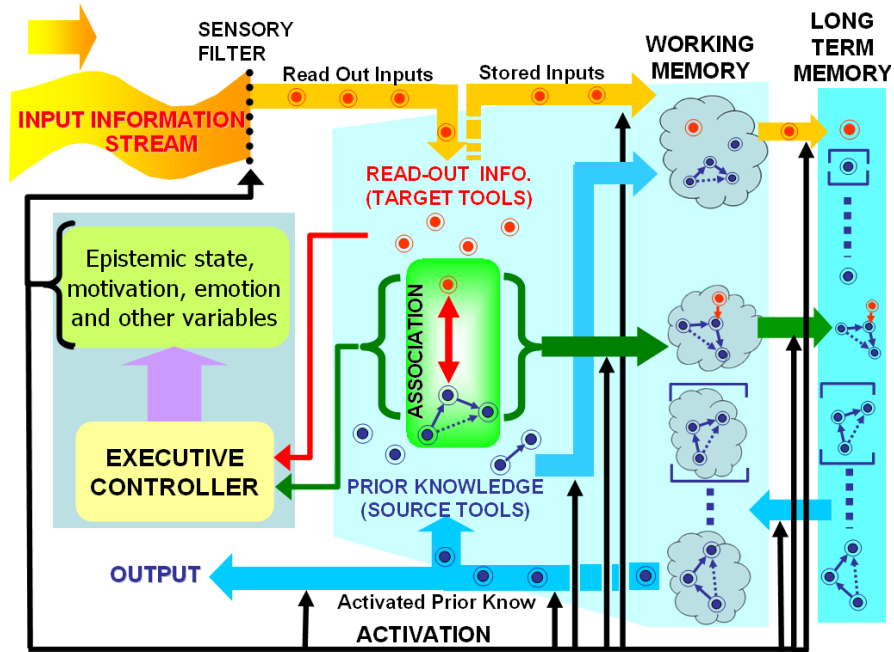 SENSORY
FILTER
Read Out Inputs
Stored Inputs
WORKING
MEMORY
LONG
TERM
MEMORY
INPUT INFORMATION
STREAM
READ-OUT INFO.
(TARGET TOOLS)
Epistemic state,
motivation, emotion
and other variables
ASSOCIATION
EXECUTIVE
CONTROLLER
PRIOR KNOWLEDGE
(SOURCE TOOLS)
OUTPUT
Activated Prior Know
ACTIVATION